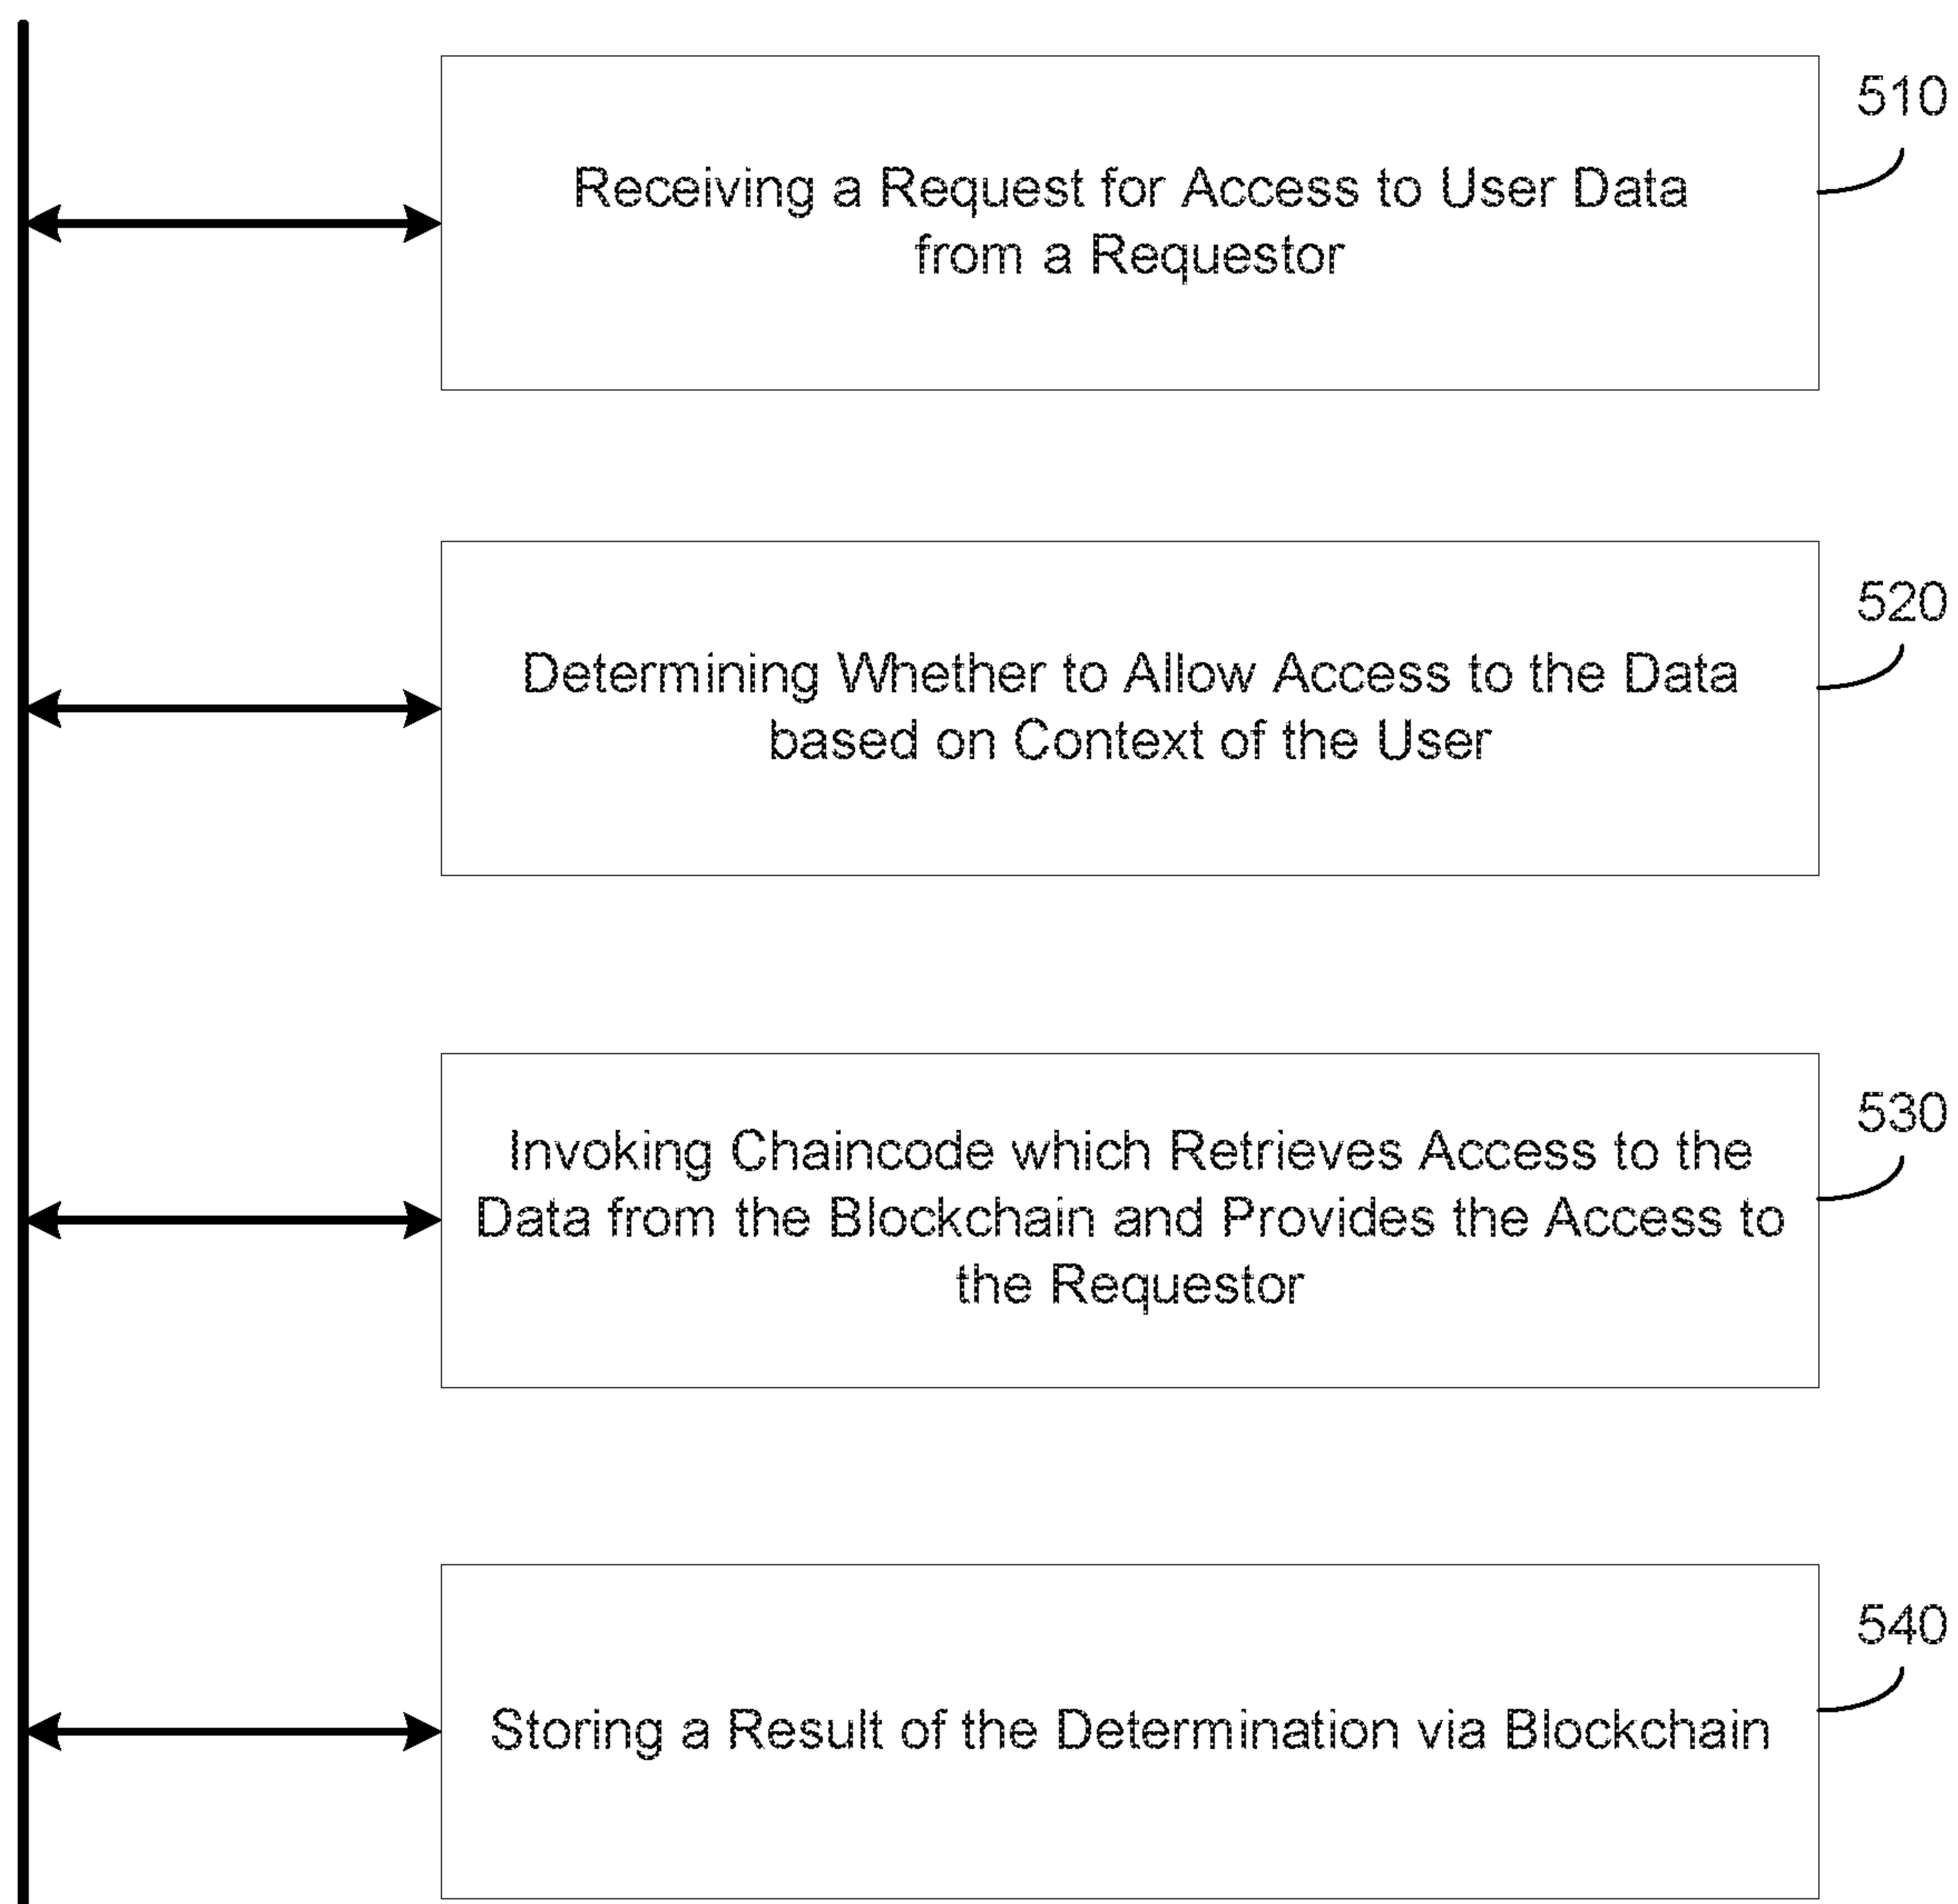 510
Receiving a Request for Access to User Data
from a Requestor
520
Determining Whether to Allow Access to the Data
based on Context of the User
530
Invoking Chaincode which Retrieves Access to the
Data from the Blockchain and Provides the Access to
the Requestor
540
Storing a Result of the Determination via Blockchain